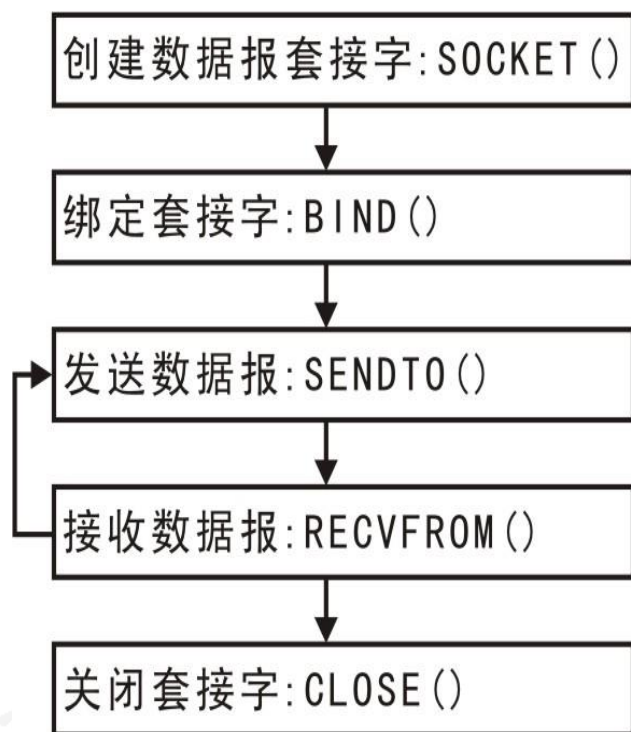 创建数据报套接字:SOCKET()
绑定套接字:BIND()
发送数据报:SENDTO()
接收数据报:RECVFROM()
关闭套接字:CLOSE()